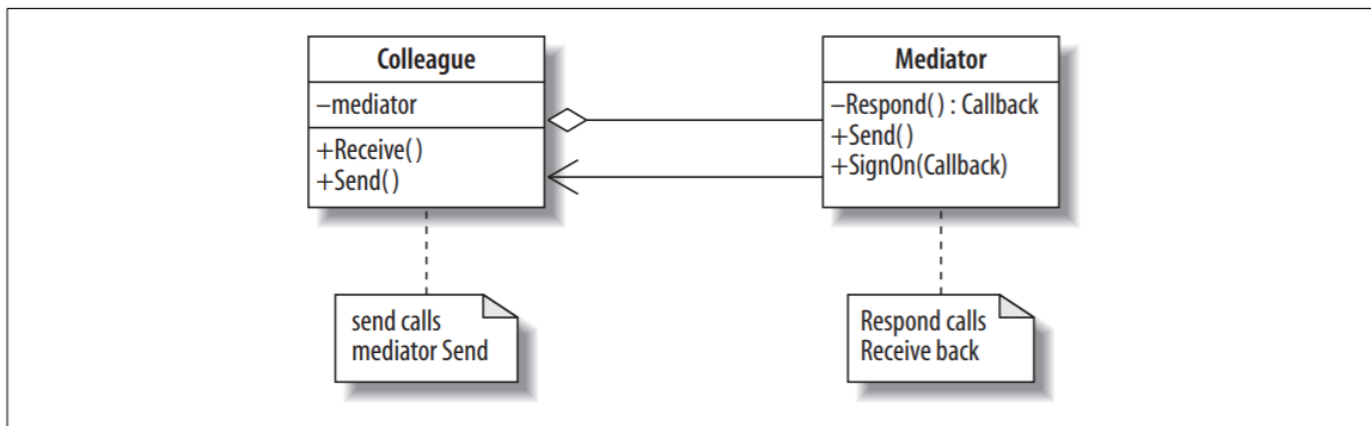 Colleague
–mediator
+Receive()
+Send()
Mediator
–Respond() : Callback
+Send()
+SignOn(Callback)
send calls
mediator Send
Respond calls
Receive back